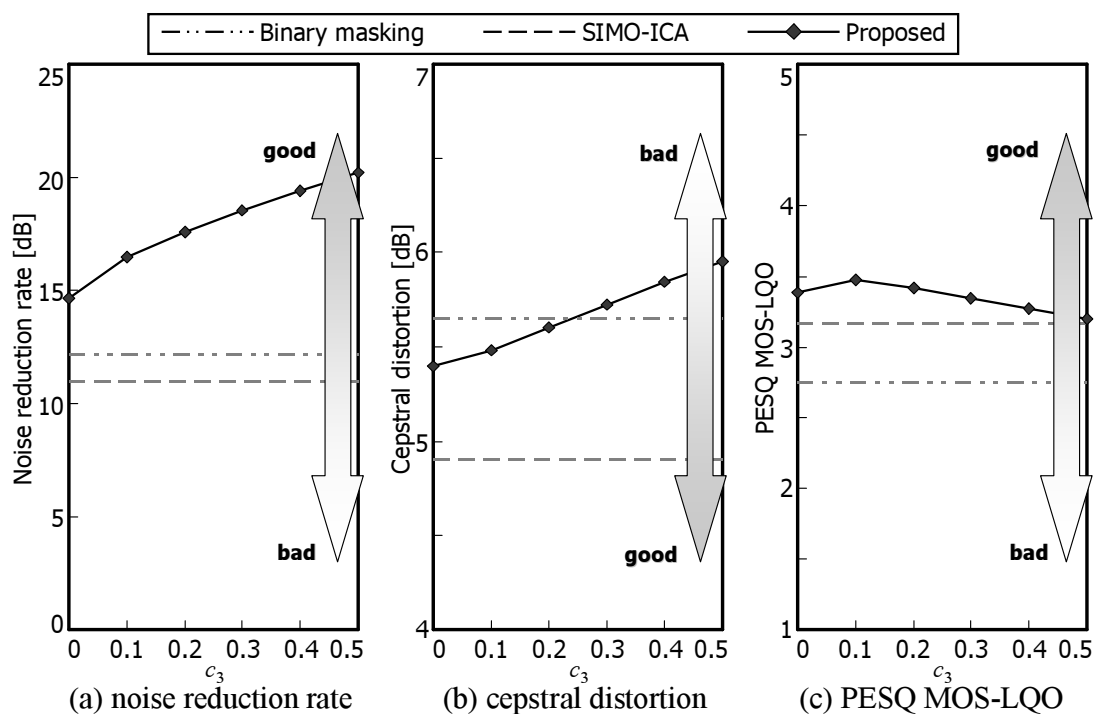 Binary masking SIMO-ICA Proposed
Noise reduction rate [dB]
25
20
15
10
5
0
good
bad
0 0.1 0.2 0.3 0.4 0.5
c3
(a) noise reduction rate
Cepstral distortion [dB]
7
6
5
4
bad
good
0 0.1 0.2 0.3 0.4 0.5
c3
(b) cepstral distortion
PESQ MOS-LQO
5
4
3
2
1
good
bad
0 0.1 0.2 0.3 0.4 0.5
c3
(c) PESQ MOS-LQO